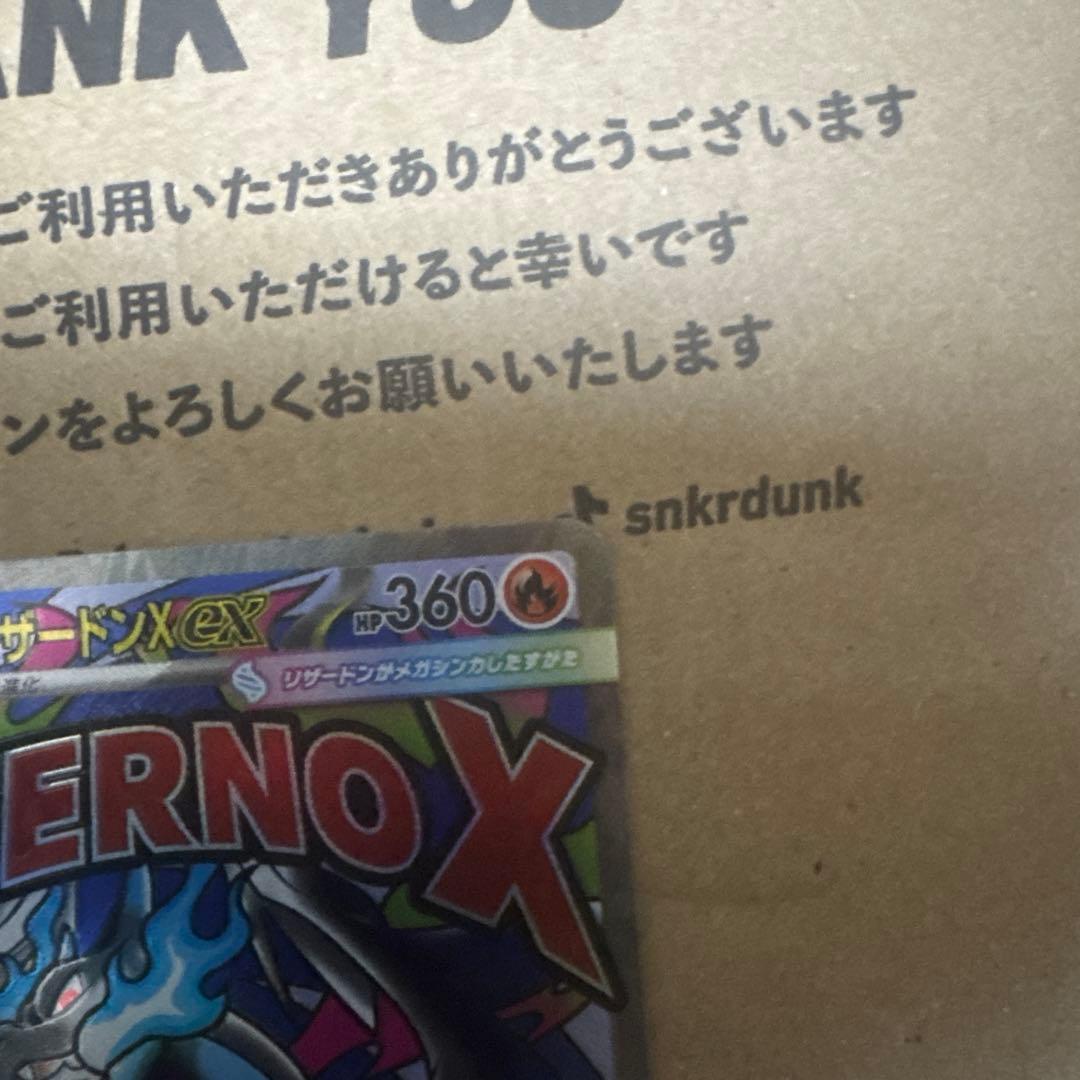 ANK YOU
ご利用いただきありがとうございます
ご利用いただけると幸いです
ンをよろしくお願いいたします
snkrdunk
ザードンXex HP360
進化 リザードンがメガシンカしたすがた
ERNO X